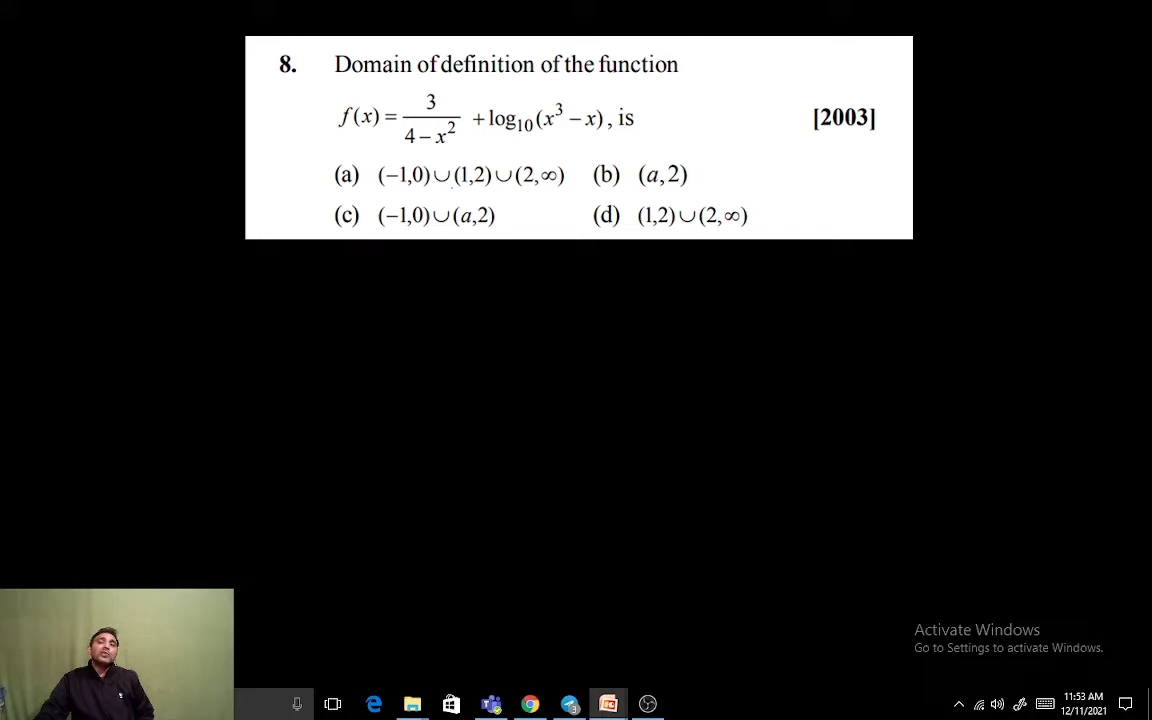 8. Domain of definition of the function
f(x) = 3/(4 − x²) + log₁₀(x³ − x), is [2003]
(a) (−1,0) ∪ (1,2) ∪ (2,∞) (b) (a,2)
(c) (−1,0) ∪ (a,2) (d) (1,2) ∪ (2,∞)
Activate Windows
Go to Settings to activate Windows.
11:53 AM
12/11/2021